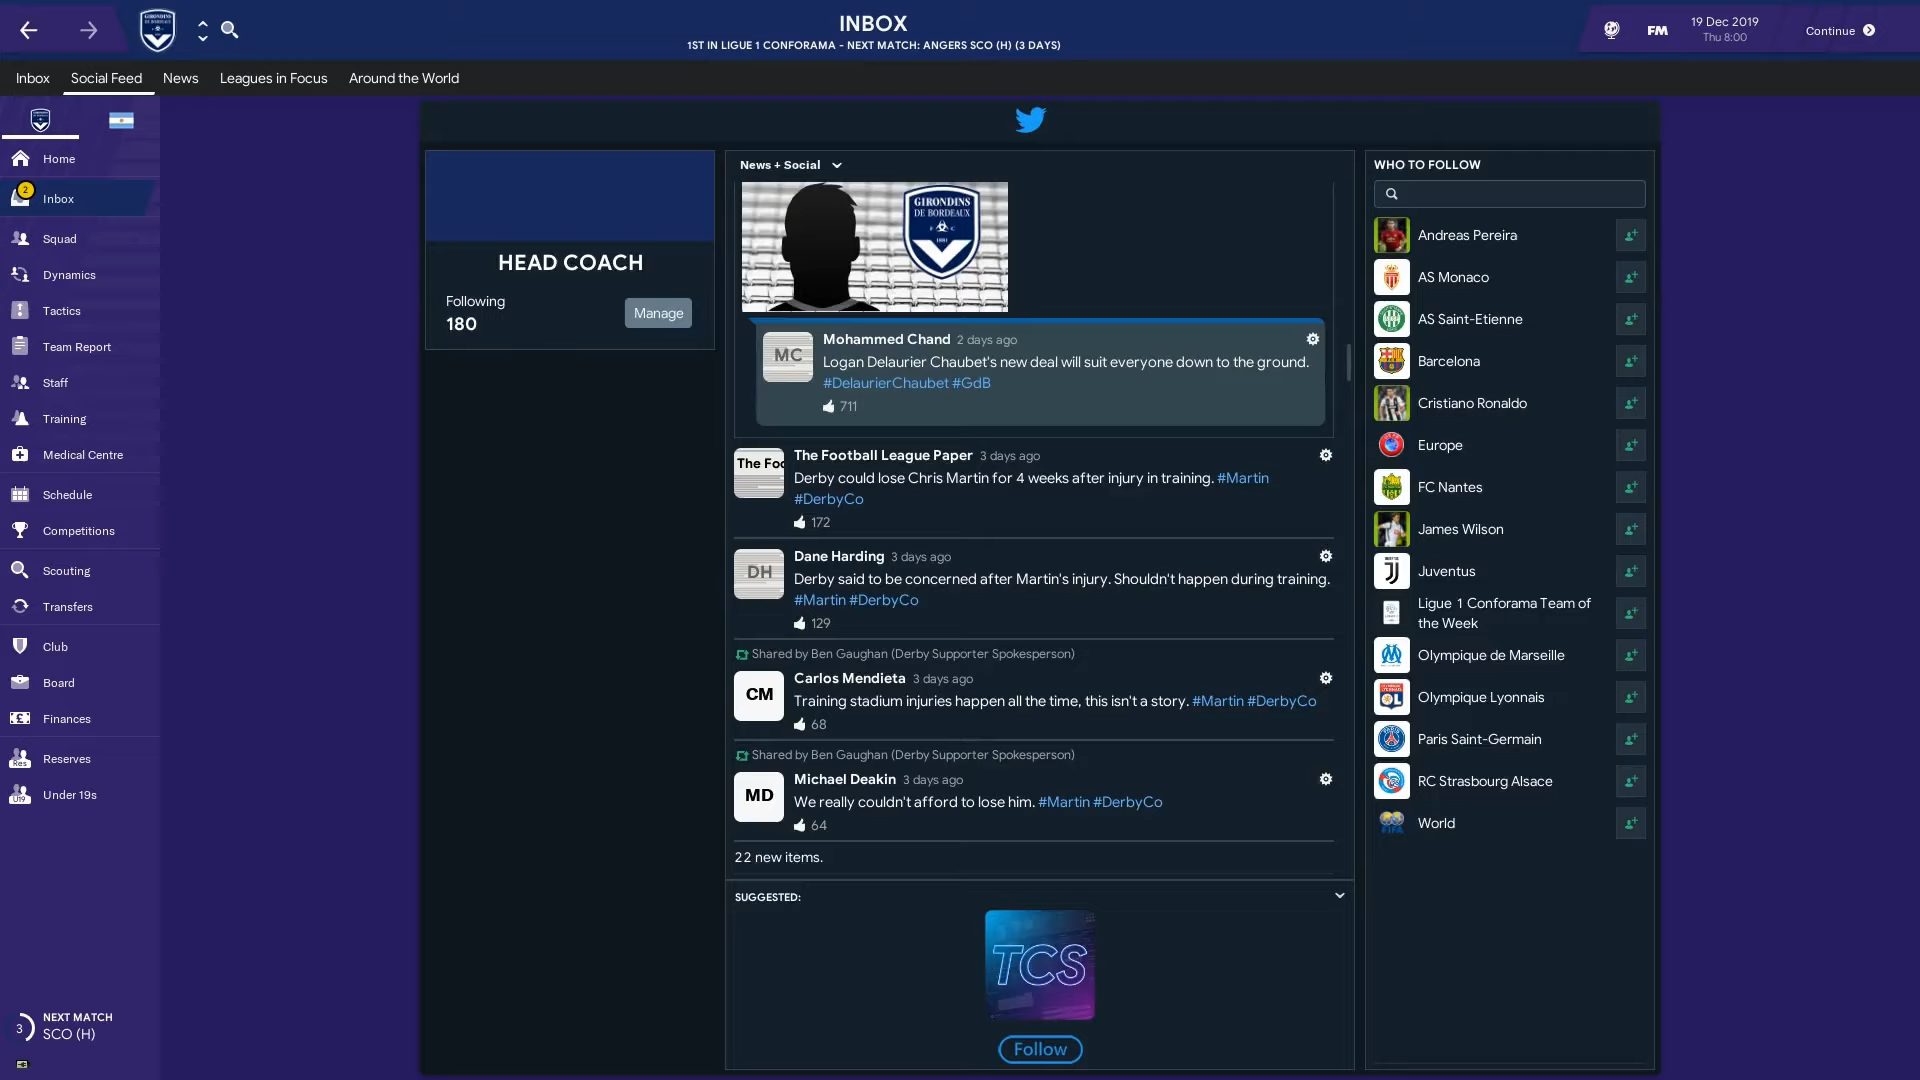 INBOX
1ST IN LIGUE 1 CONFORAMA - NEXT MATCH: ANGERS SCO (H) (3 DAYS)
FM
19 Dec 2019
Thu 8:00
Continue
Inbox
Social Feed
News
Leagues in Focus
Around the World
Home
2
Inbox
Squad
Dynamics
Tactics
Team Report
Staff
Training
Medical Centre
Schedule
Competitions
Scouting
Transfers
Club
Board
Finances
Res
Reserves
U19
Under 19s
3
NEXT MATCH
SCO (H)
HEAD COACH
Following
180
Manage
News + Social
GIRONDINS
DE BORDEAUX
F C
1881
MC
Mohammed Chand 2 days ago
Logan Delaurier Chaubet's new deal will suit everyone down to the ground.
#DelaurierChaubet #GdB
711
The Foo
The Football League Paper 3 days ago
Derby could lose Chris Martin for 4 weeks after injury in training. #Martin
#DerbyCo
172
DH
Dane Harding 3 days ago
Derby said to be concerned after Martin's injury. Shouldn't happen during training.
#Martin #DerbyCo
129
Shared by Ben Gaughan (Derby Supporter Spokesperson)
CM
Carlos Mendieta 3 days ago
Training stadium injuries happen all the time, this isn't a story. #Martin #DerbyCo
68
Shared by Ben Gaughan (Derby Supporter Spokesperson)
MD
Michael Deakin 3 days ago
We really couldn't afford to lose him. #Martin #DerbyCo
64
22 new items.
SUGGESTED:
TCS
Follow
WHO TO FOLLOW
Andreas Pereira
AS Monaco
AS Saint-Etienne
Barcelona
Cristiano Ronaldo
Europe
FC Nantes
James Wilson
Juventus
Ligue 1 Conforama Team of
the Week
Olympique de Marseille
Olympique Lyonnais
Paris Saint-Germain
RC Strasbourg Alsace
World